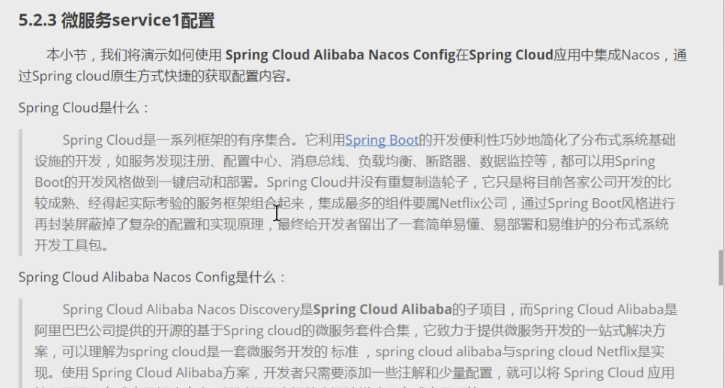 5.2.3 微服务service1配置
本小节，我们将演示如何使用 Spring Cloud Alibaba Nacos Config在Spring Cloud应用中集成Nacos，通
过Spring cloud原生方式快捷的获取配置内容。
Spring Cloud是什么：
Spring Cloud是一系列框架的有序集合。它利用Spring Boot的开发便利性巧妙地简化了分布式系统基础
设施的开发，如服务发现注册、配置中心、消息总线、负载均衡、断路器、数据监控等，都可以用Spring
Boot的开发风格做到一键启动和部署。Spring Cloud并没有重复制造轮子，它只是将目前各家公司开发的比
较成熟、经得起实际考验的服务框架组合起来，集成最多的组件要属Netflix公司，通过Spring Boot风格进行
再封装屏蔽掉了复杂的配置和实现原理，最终给开发者留出了一套简单易懂、易部署和易维护的分布式系统
开发工具包。
Spring Cloud Alibaba Nacos Config是什么：
Spring Cloud Alibaba Nacos Discovery是Spring Cloud Alibaba的子项目，而Spring Cloud Alibaba是
阿里巴巴公司提供的开源的基于Spring cloud的微服务套件合集，它致力于提供微服务开发的一站式解决方
案，可以理解为spring cloud是一套微服务开发的 标准 ，spring cloud alibaba与spring cloud Netflix是实
现。使用 Spring Cloud Alibaba方案，开发者只需要添加一些注解和少量配置，就可以将 Spring Cloud 应用